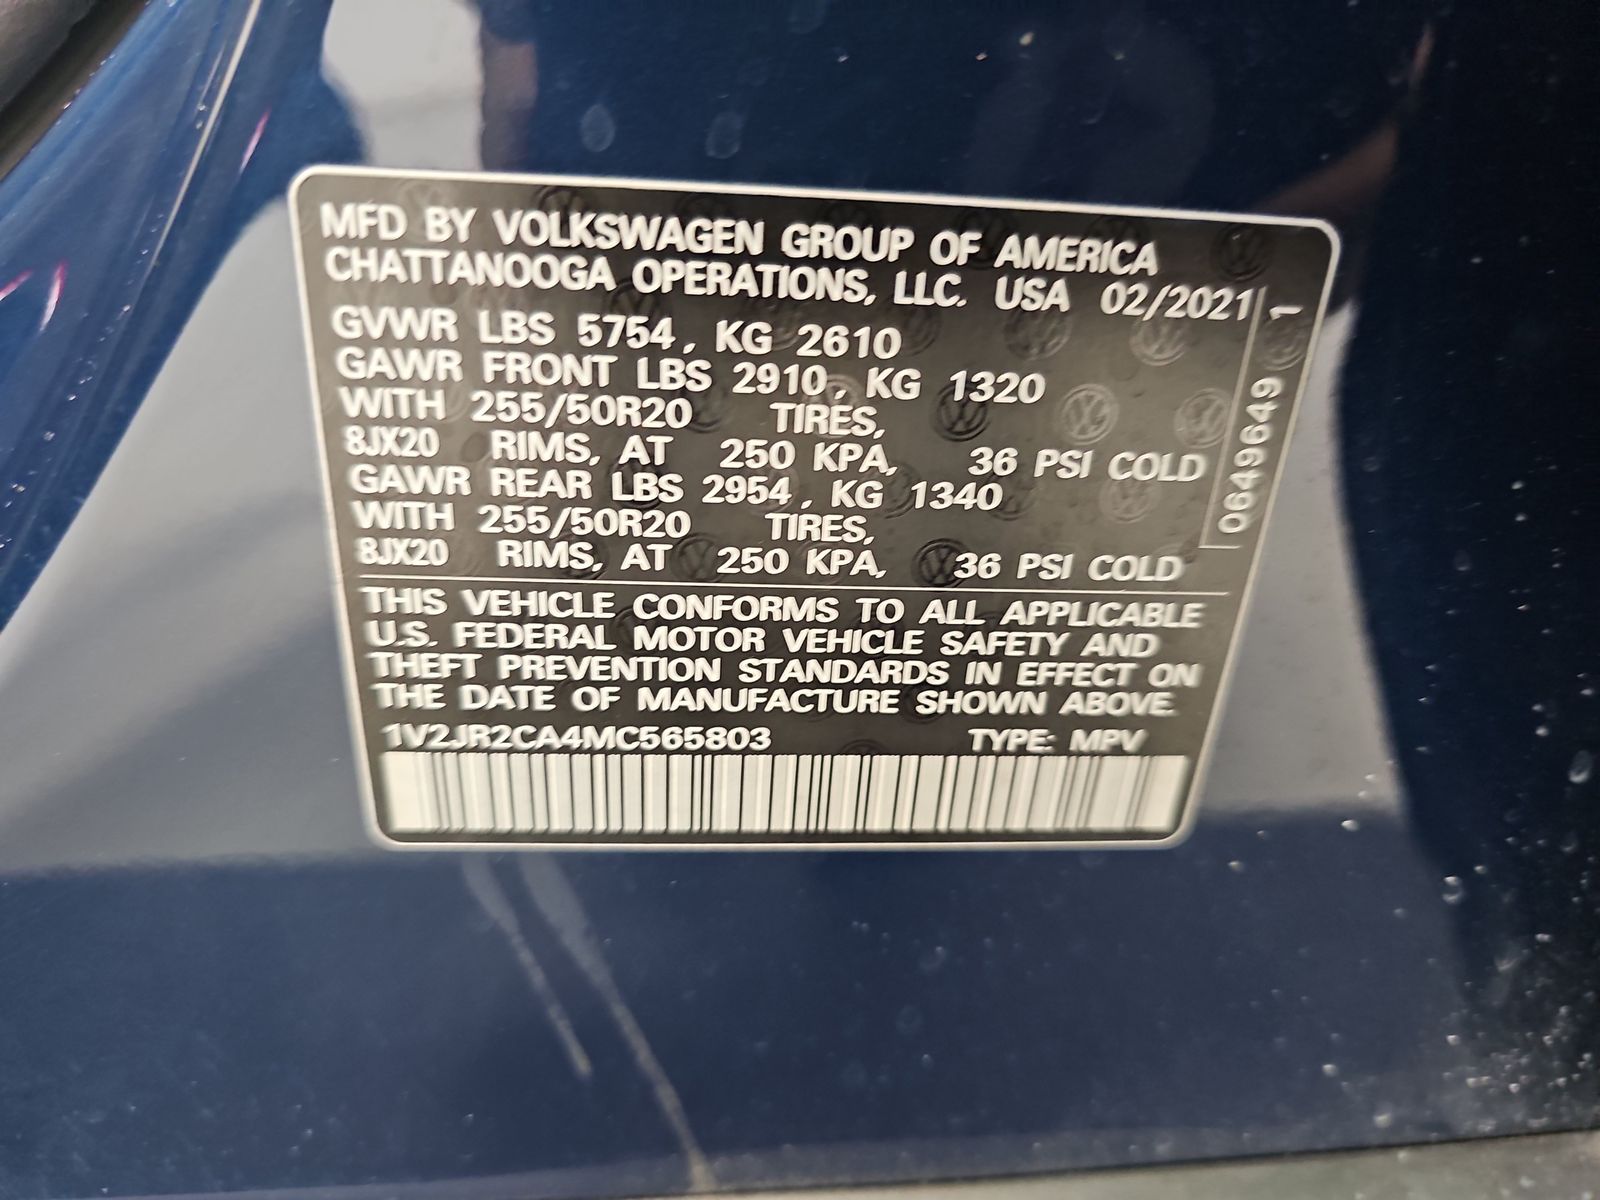 MFD BY VOLKSWAGEN GROUP OF AMERICA
CHATTANOOGA OPERATIONS, LLC. USA 02/2021
GVWR LBS 5754, KG 2610
GAWR FRONT LBS 2910, KG 1320
WITH 255/50R20 TIRES,
8JX20 RIMS, AT 250 KPA, 36 PSI COLD
GAWR REAR LBS 2954, KG 1340
WITH 255/50R20 TIRES,
8JX20 RIMS, AT 250 KPA, 36 PSI COLD
0649649 1
THIS VEHICLE CONFORMS TO ALL APPLICABLE
U.S. FEDERAL MOTOR VEHICLE SAFETY AND
THEFT PREVENTION STANDARDS IN EFFECT ON
THE DATE OF MANUFACTURE SHOWN ABOVE.
1V2JR2CA4MC565803 TYPE: MPV